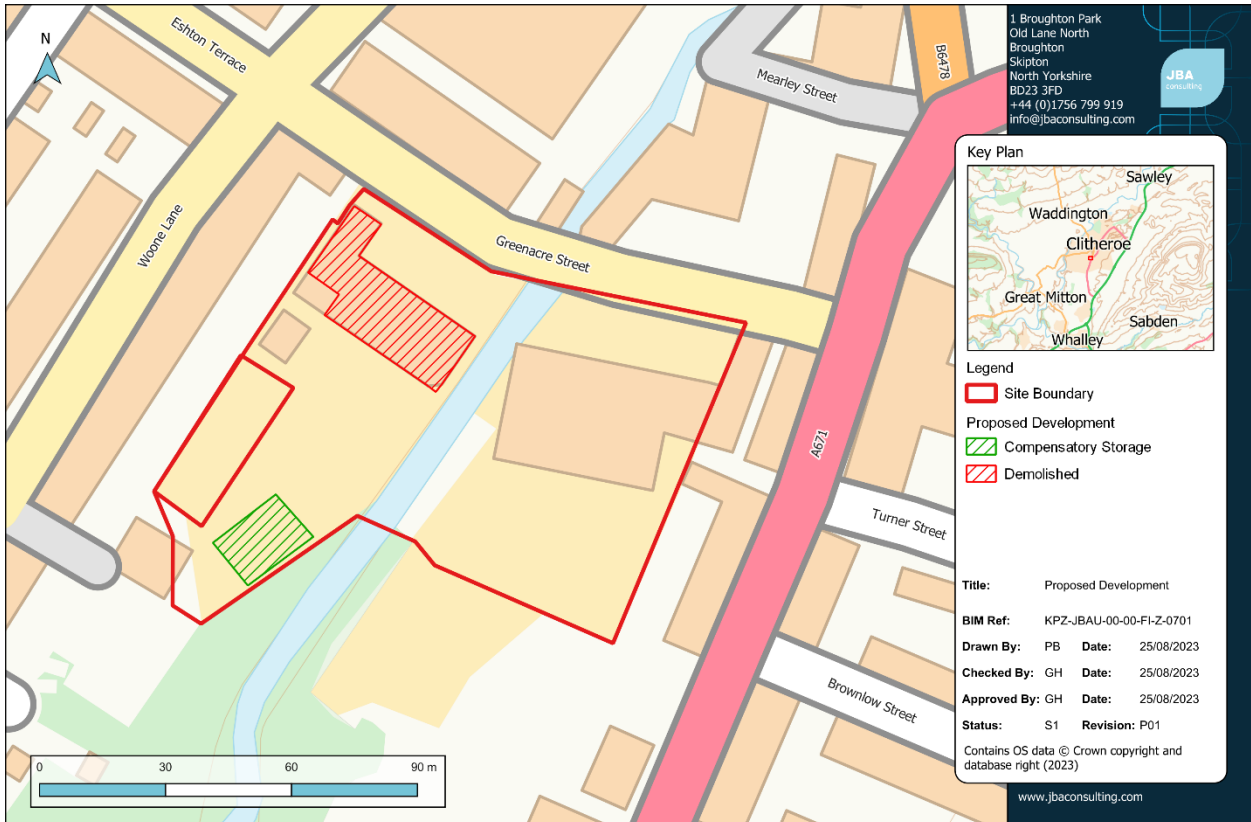 N
Eshton Terrace
Woone Lane
Greenacre Street
Mearley Street
B6478
A671
Turner Street
Brownlow Street
0 30 60 90 m
1 Broughton Park
Old Lane North
Broughton
Skipton
North Yorkshire
BD23 3FD
+44 (0)1756 799 919
info@jbaconsulting.com
JBA
consulting
Key Plan
Sawley
Waddington
Clitheroe
Great Mitton
Sabden
Whalley
Legend
Site Boundary
Proposed Development
Compensatory Storage
Demolished
Title: Proposed Development
BIM Ref: KPZ-JBAU-00-00-FI-Z-0701
Drawn By: PB Date: 25/08/2023
Checked By: GH Date: 25/08/2023
Approved By: GH Date: 25/08/2023
Status: S1 Revision: P01
Contains OS data © Crown copyright and
database right (2023)
www.jbaconsulting.com